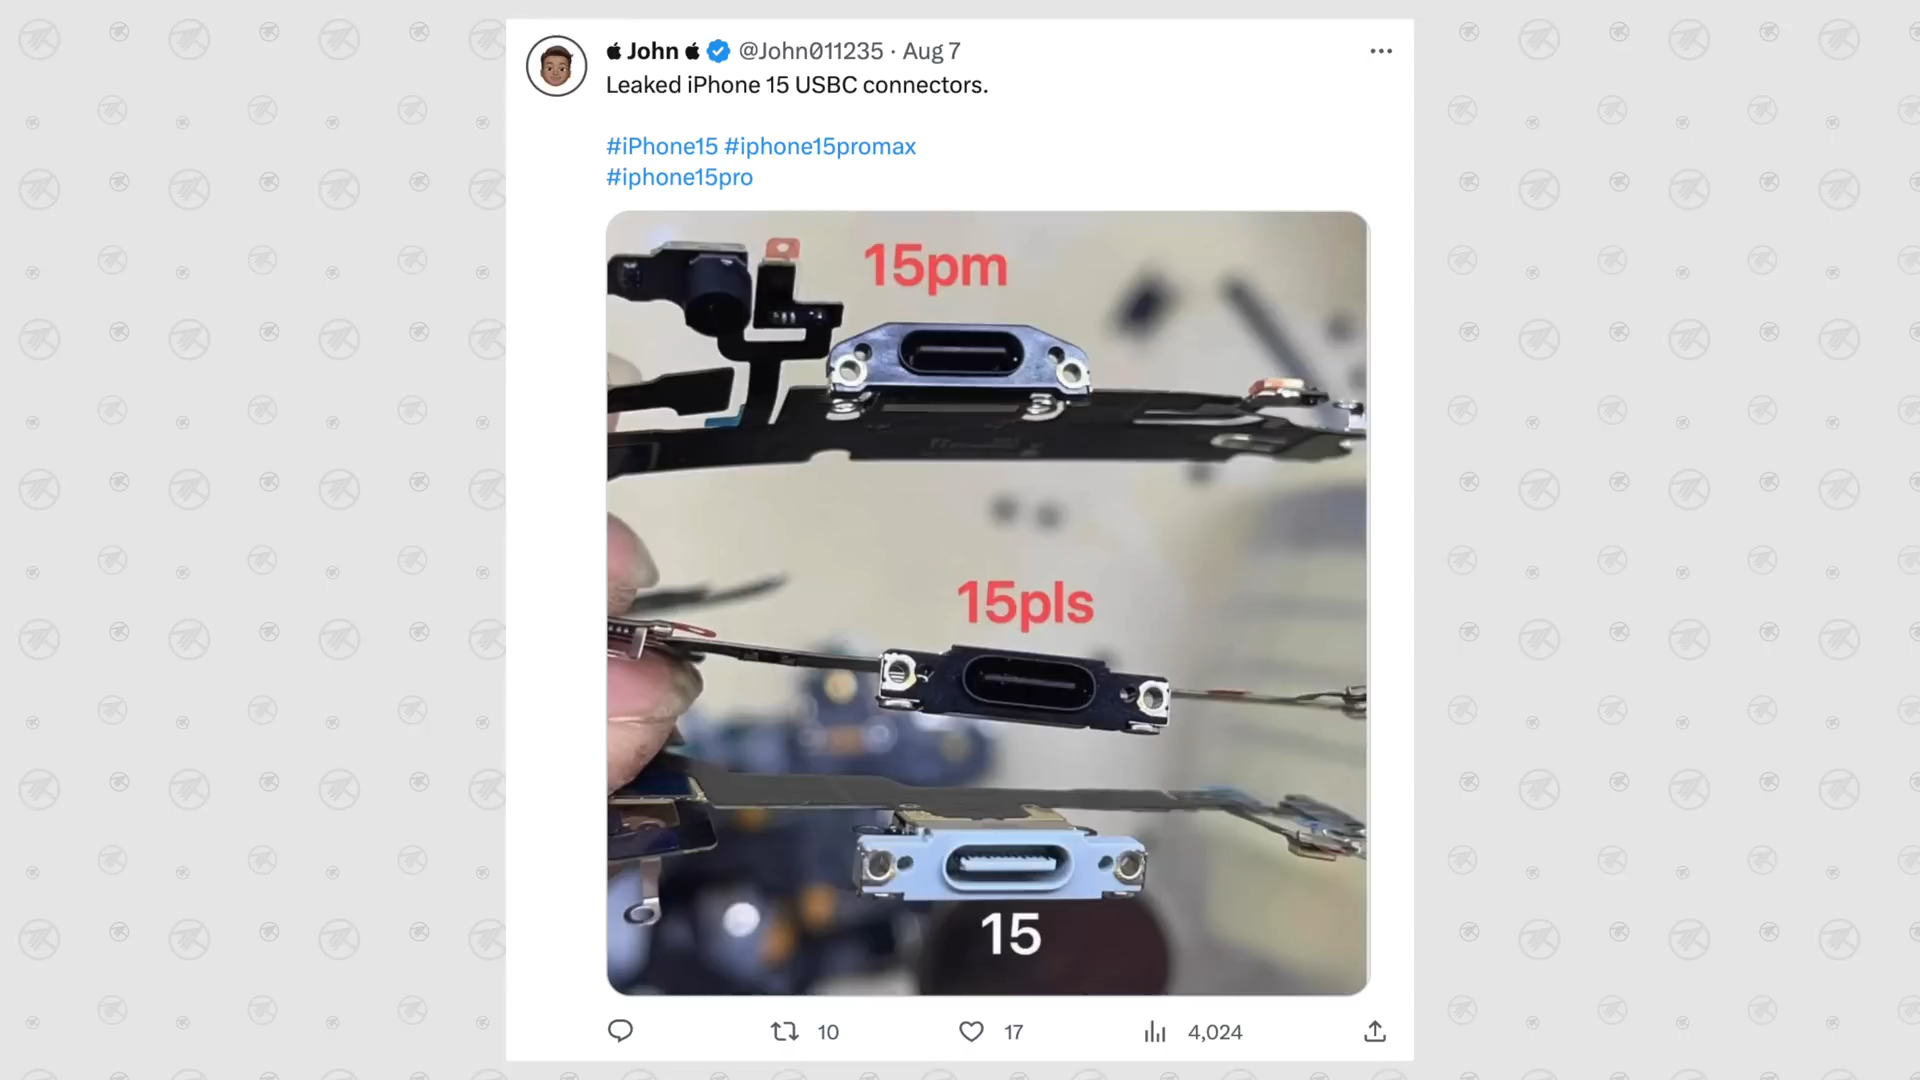 John @John011235 · Aug 7
Leaked iPhone 15 USBC connectors.
#iPhone15 #iphone15promax
#iphone15pro
15pm
15pls
15
10 17 4,024